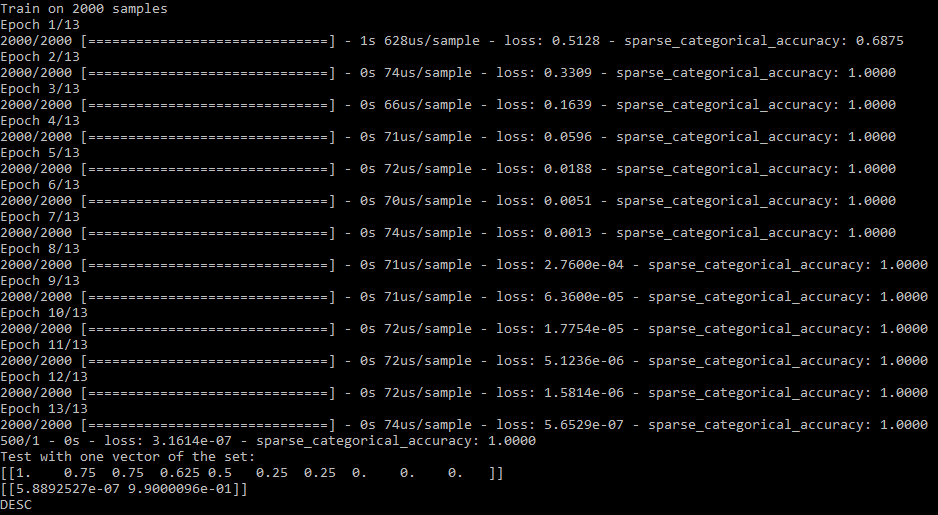 Train on 2000 samples
Epoch 1/13
2000/2000 [==============================] - 1s 628us/sample - loss: 0.5128 - sparse_categorical_accuracy: 0.6875
Epoch 2/13
2000/2000 [==============================] - 0s 74us/sample - loss: 0.3309 - sparse_categorical_accuracy: 1.0000
Epoch 3/13
2000/2000 [==============================] - 0s 66us/sample - loss: 0.1639 - sparse_categorical_accuracy: 1.0000
Epoch 4/13
2000/2000 [==============================] - 0s 71us/sample - loss: 0.0596 - sparse_categorical_accuracy: 1.0000
Epoch 5/13
2000/2000 [==============================] - 0s 72us/sample - loss: 0.0188 - sparse_categorical_accuracy: 1.0000
Epoch 6/13
2000/2000 [==============================] - 0s 70us/sample - loss: 0.0051 - sparse_categorical_accuracy: 1.0000
Epoch 7/13
2000/2000 [==============================] - 0s 74us/sample - loss: 0.0013 - sparse_categorical_accuracy: 1.0000
Epoch 8/13
2000/2000 [==============================] - 0s 71us/sample - loss: 2.7600e-04 - sparse_categorical_accuracy: 1.0000
Epoch 9/13
2000/2000 [==============================] - 0s 71us/sample - loss: 6.3600e-05 - sparse_categorical_accuracy: 1.0000
Epoch 10/13
2000/2000 [==============================] - 0s 72us/sample - loss: 1.7754e-05 - sparse_categorical_accuracy: 1.0000
Epoch 11/13
2000/2000 [==============================] - 0s 72us/sample - loss: 5.1236e-06 - sparse_categorical_accuracy: 1.0000
Epoch 12/13
2000/2000 [==============================] - 0s 72us/sample - loss: 1.5814e-06 - sparse_categorical_accuracy: 1.0000
Epoch 13/13
2000/2000 [==============================] - 0s 74us/sample - loss: 5.6529e-07 - sparse_categorical_accuracy: 1.0000
500/1 - 0s - loss: 3.1614e-07 - sparse_categorical_accuracy: 1.0000
Test with one vector of the set:
[[1.    0.75  0.75  0.625 0.5   0.25  0.25  0.    0.    0.   ]]
[[5.8892527e-07 9.9000096e-01]]
DESC